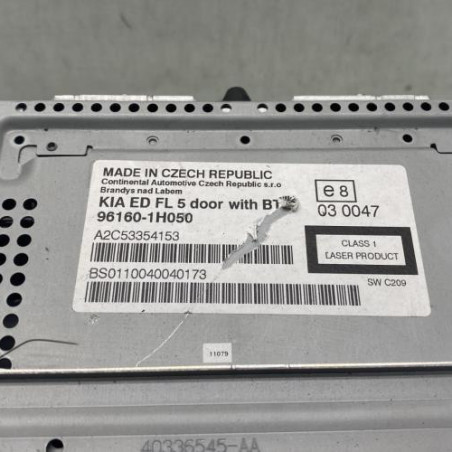 MADE IN CZECH REPUBLIC
Continental Automotive Czech Republic s.r.o
Brandys nad Labem
KIA ED FL 5 door with BT
96160-1H050
A2C53354153
BS0110040040173
e8
03 0047
CLASS 1
LASER PRODUCT
SW C209
11079
40336545-AA